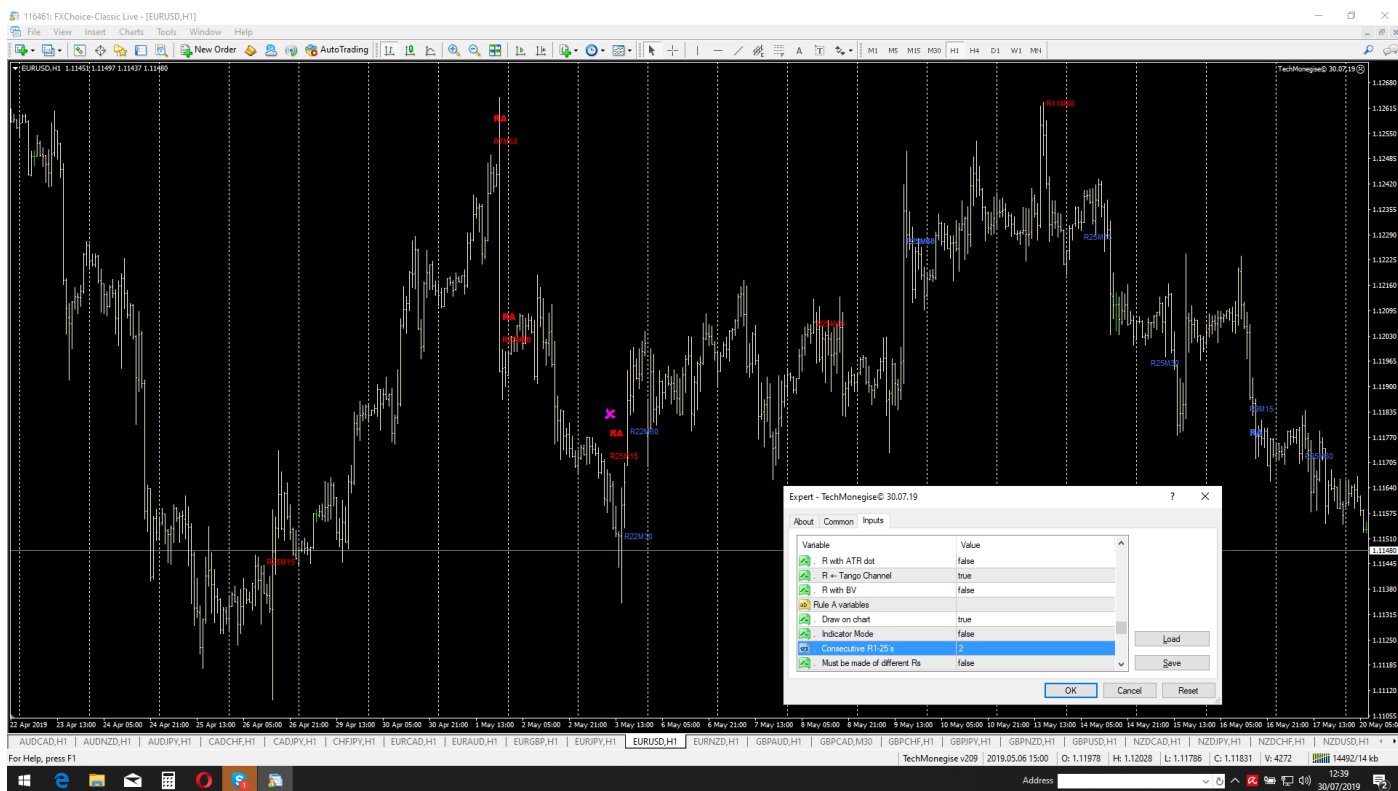 116461: FXChoice-Classic Live - [EURUSD,H1]
File View Insert Charts Tools Window Help
New Order AutoTrading A T M1 M5 M15 M30 H1 H4 D1 W1 MN
EURUSD,H1 1.11451 1.11497 1.11437 1.11480
TechMonegise© 30.07.19
1.12680
1.12615
1.12550
1.12485
1.12420
1.12355
1.12290
1.12225
1.12160
1.12095
1.12030
1.11965
1.11900
1.11835
1.11770
1.11705
1.11640
1.11575
1.11510
1.11480
1.11445
1.11380
1.11315
1.11250
1.11185
1.11120
1.11055
RA
R11M60
R25M15
RA
R25M30
R9M15
RA
R22M60
RA
R25M15
R22M30
R25M15
Expert - TechMonegise© 30.07.19
? X
About Common Inputs
Variable Value
. R with ATR dot false
. R +- Tango Channel true
. R with BV false
ab Rule A variables
. Draw on chart true
. Indicator Mode false
123 . Consecutive R1-25's 2
. Must be made of different Rs false
Load
Save
OK Cancel Reset
22 Apr 2019 23 Apr 13:00 24 Apr 05:00 24 Apr 21:00 25 Apr 13:00 26 Apr 05:00 26 Apr 21:00 29 Apr 13:00 30 Apr 05:00 30 Apr 21:00 1 May 13:00 2 May 05:00 2 May 21:00 3 May 13:00 6 May 05:00 6 May 21:00 7 May 13:00 8 May 05:00 8 May 21:00 9 May 13:00 10 May 05:00 10 May 21:00 13 May 13:00 14 May 05:00 14 May 21:00 15 May 13:00 16 May 05:00 16 May 21:00 17 May 13:00 20 May 05:00
AUDCAD,H1 AUDNZD,H1 AUDJPY,H1 CADCHF,H1 CADJPY,H1 CHFJPY,H1 EURCAD,H1 EURAUD,H1 EURGBP,H1 EURJPY,H1 EURUSD,H1 EURNZD,H1 GBPAUD,H1 GBPCAD,M30 GBPCHF,H1 GBPJPY,H1 GBPNZD,H1 GBPUSD,H1 NZDCAD,H1 NZDJPY,H1 NZDCHF,H1 NZDUSD,H1
For Help, press F1
TechMonegise v209 2019.05.06 15:00 O: 1.11978 H: 1.12028 L: 1.11786 C: 1.11831 V: 4272 14492/14 kb
Address
12:39
30/07/2019